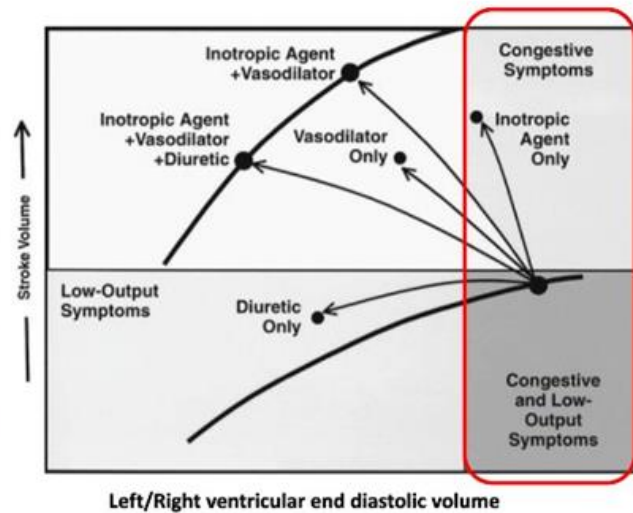 Inotropic Agent
+Vasodilator
Congestive
Symptoms
Inotropic Agent
+Vasodilator
+Diuretic
Vasodilator
Only
Inotropic
Agent
Only
Stroke Volume
Low-Output
Symptoms
Diuretic
Only
Congestive
and Low-
Output
Symptoms
Left/Right ventricular end diastolic volume